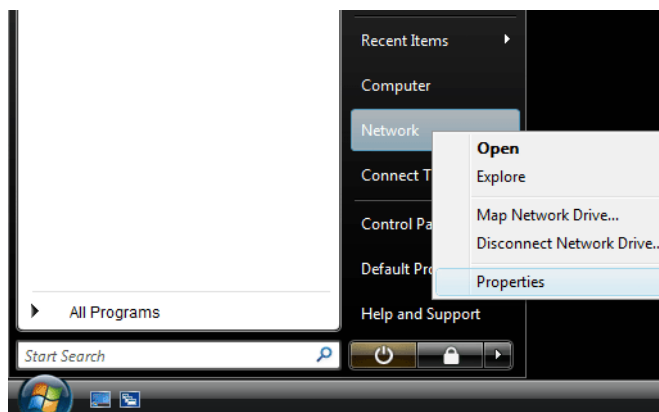 Recent Items
Computer
Network
Open
Connect T
Explore
Map Network Drive...
Control Pa
Disconnect Network Drive..
Default Pro
Properties
All Programs
Help and Support
Start Search